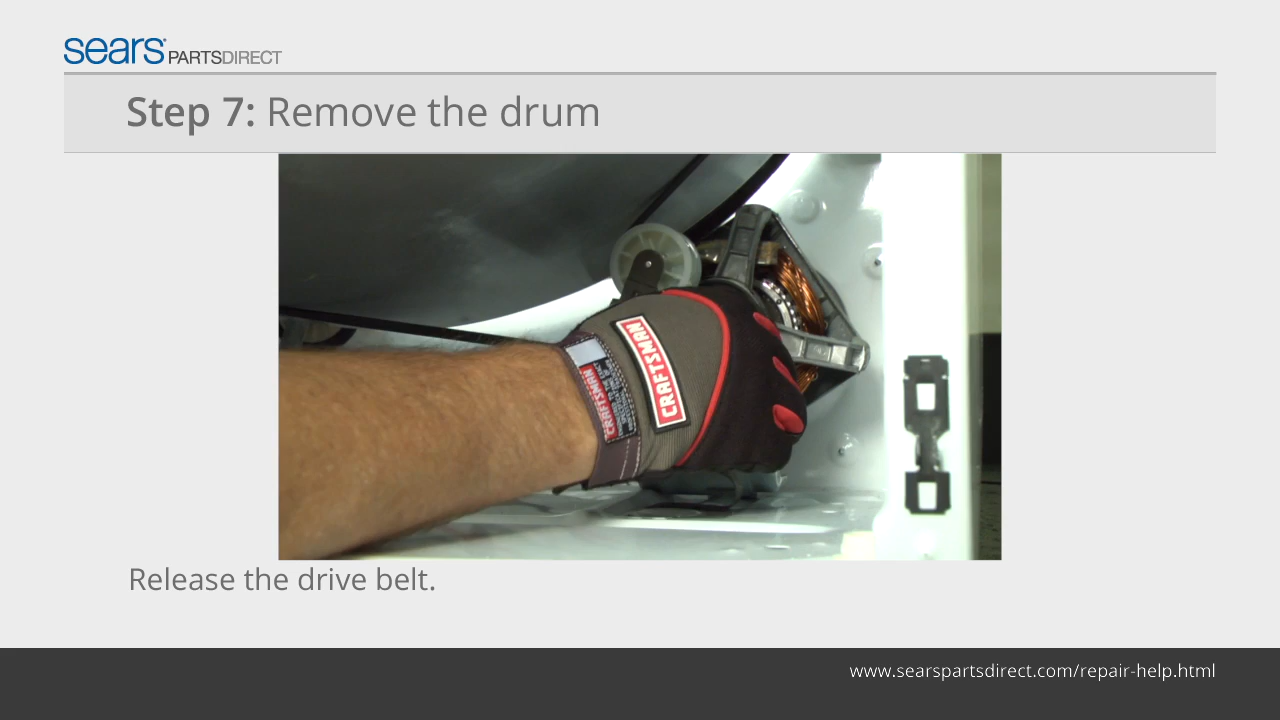 sears PARTSDIRECT
Step 7: Remove the drum
CRAFTSMAN
CRAFTSMAN
Release the drive belt.
www.searspartsdirect.com/repair-help.html